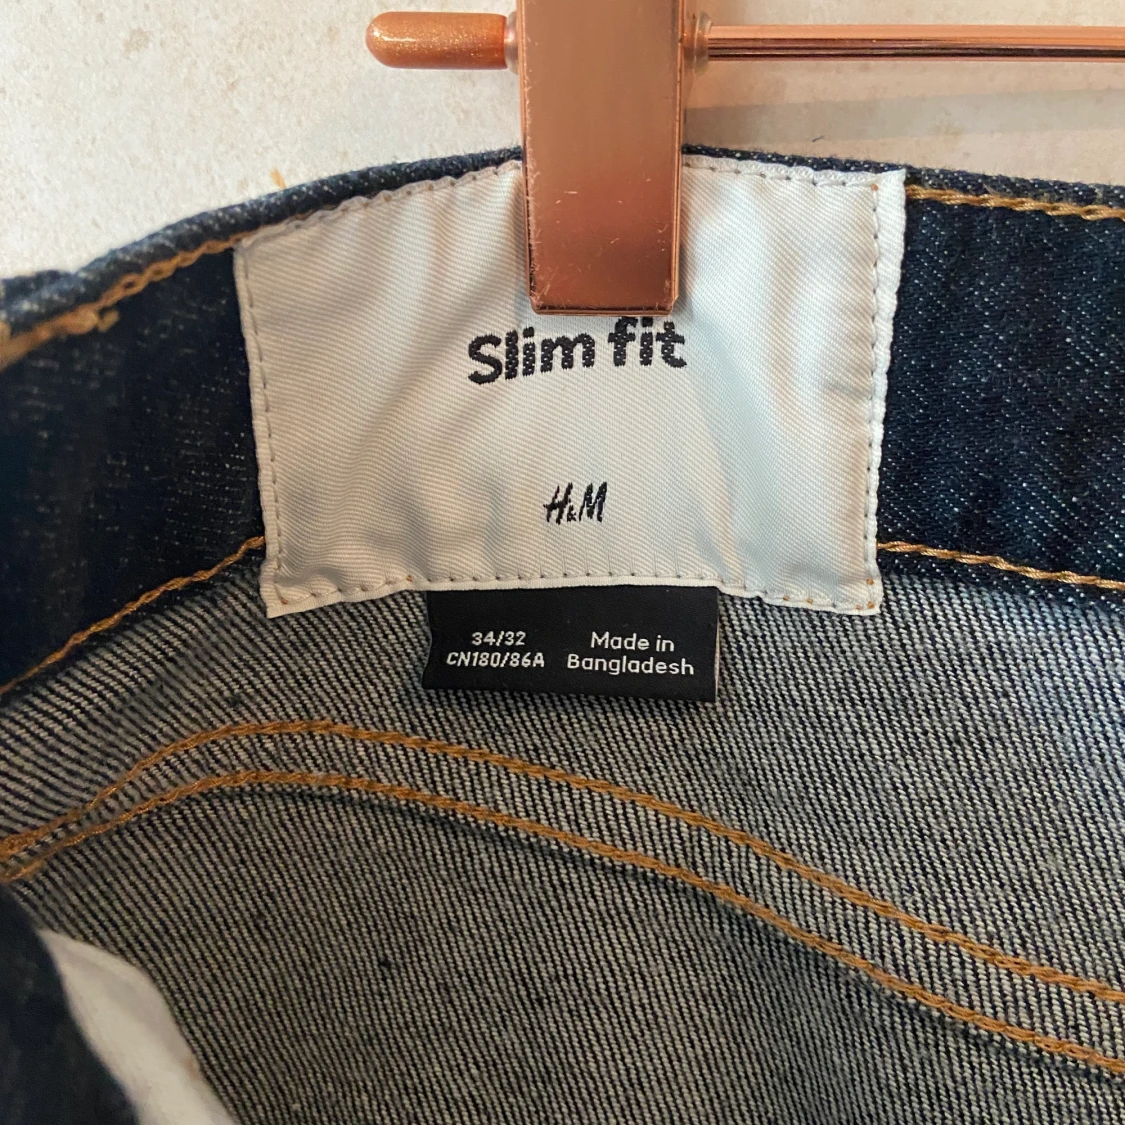 Slim fit
H&M
34/32
CN180/86A
Made in
Bangladesh